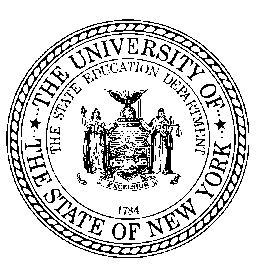 THE UNIVERSITY OF
THE STATE OF NEW YORK
THE STATE EDUCATION DEPARTMENT
EXCELSIOR
1784